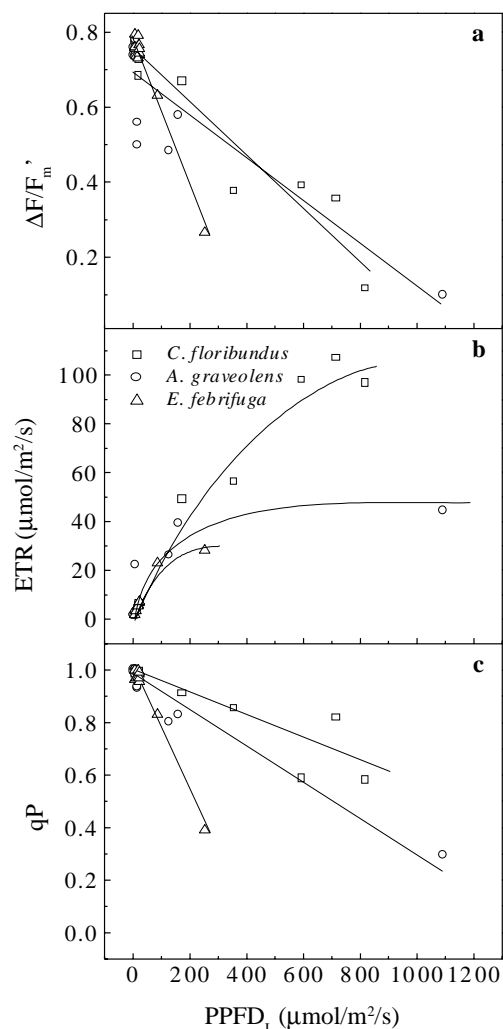 0.8
a
0.6
0.4
0.2
ΔF/Fm'
b
□ C. floribundus
○ A. graveolens
△ E. febrifuga
100
80
60
40
20
0
ETR (μmol/m²/s)
c
1.0
0.8
0.6
0.4
0.2
0.0
qP
0 200 400 600 800 1000 1200
PPFD_I (μmol/m²/s)